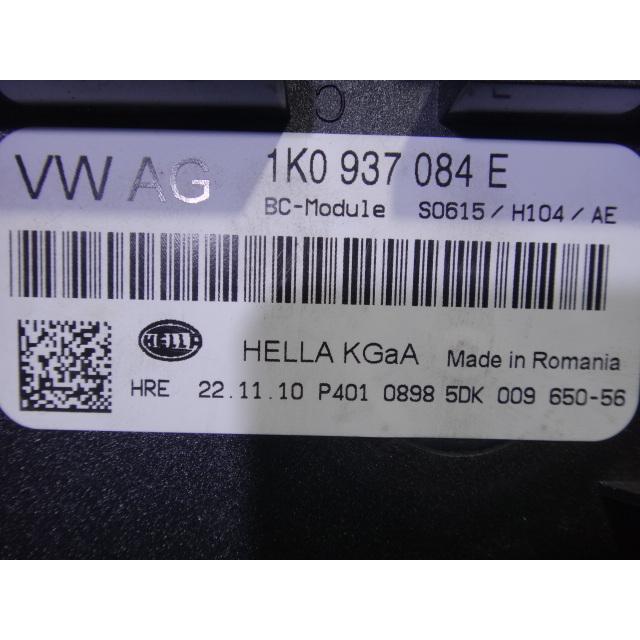 VW AG 1K0 937 084 E
BC-Module S0615/H104/AE
HELLA HELLA KGaA Made in Romania
HRE 22.11.10 P401 0898 5DK 009 650-56